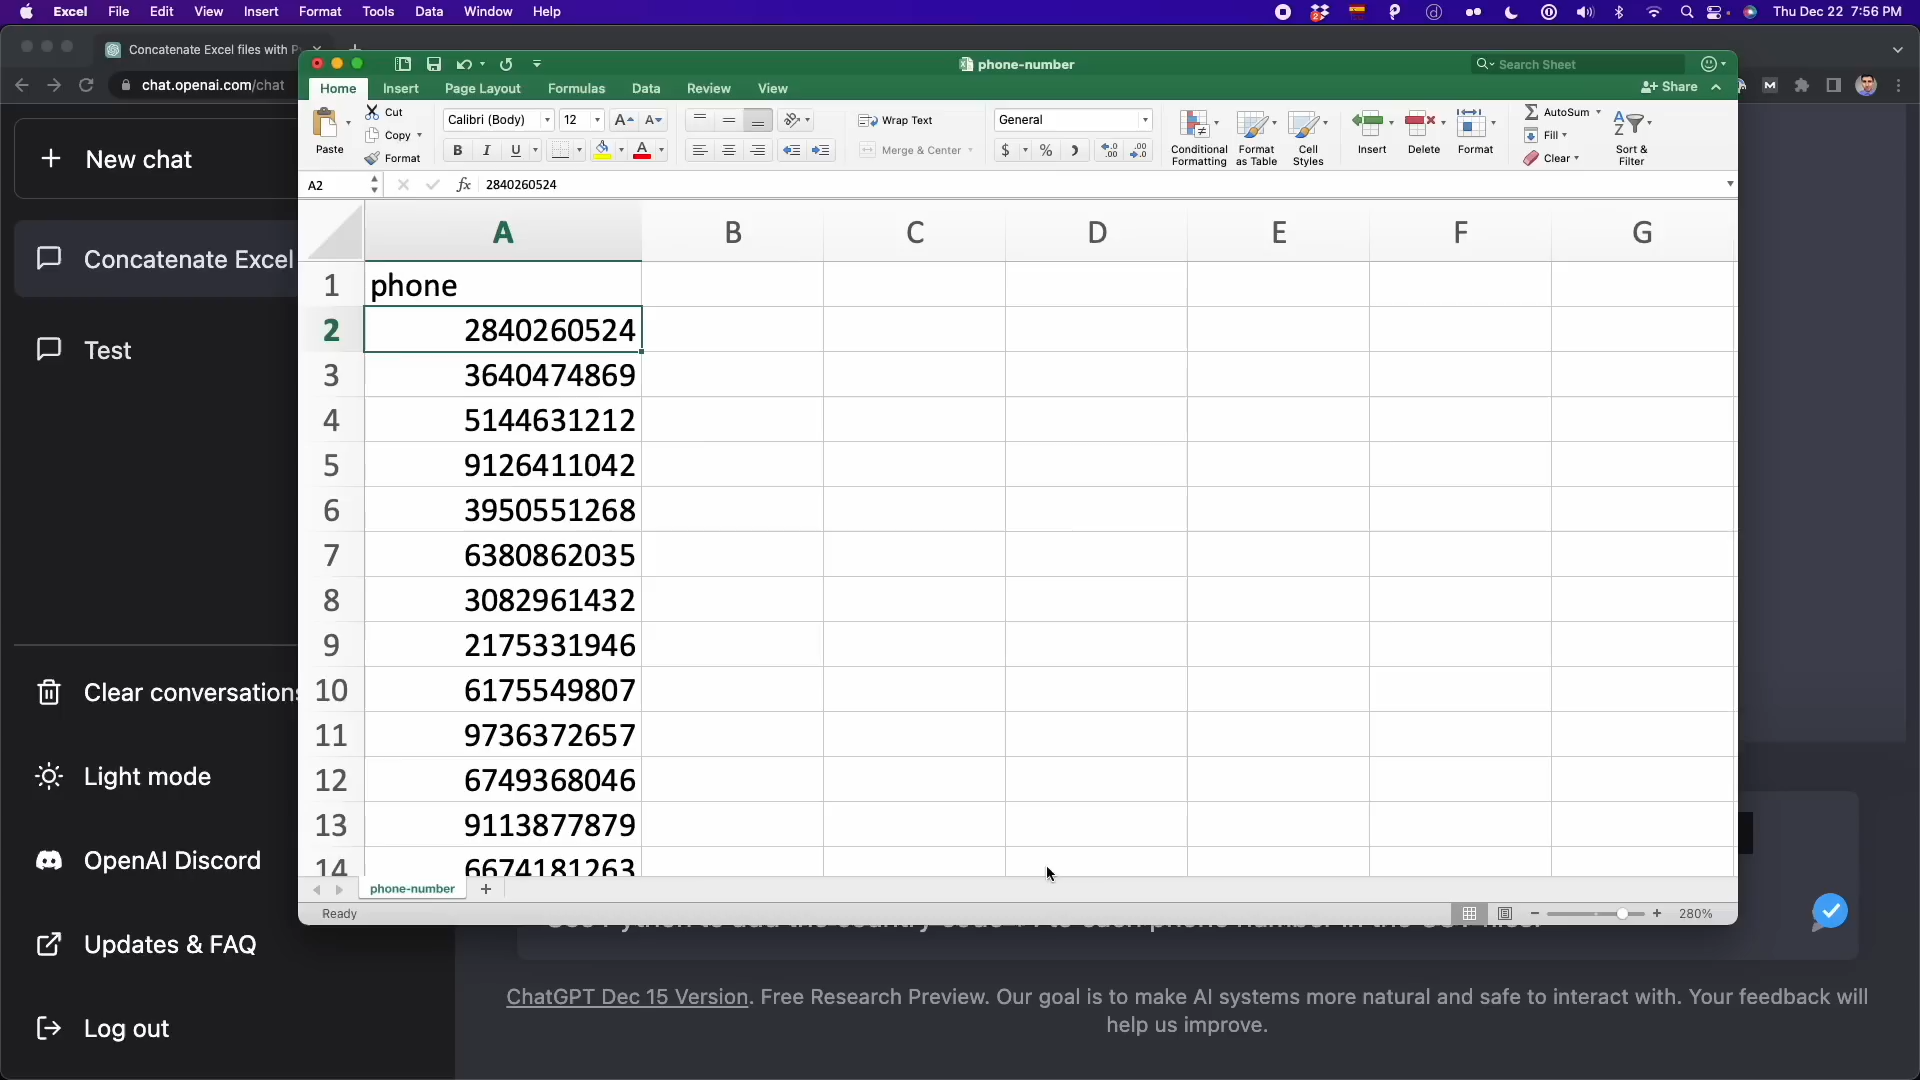 Excel File Edit View Insert Format Tools Data Window Help
Thu Dec 22 7:56 PM
Concatenate Excel files with P
chat.openai.com/chat
phone-number
Search Sheet
Home Insert Page Layout Formulas Data Review View
Share
Paste
Cut
Copy
Format
Calibri (Body) 12
B I U
Wrap Text
Merge & Center
General
Conditional Formatting
Format as Table
Cell Styles
Insert
Delete
Format
AutoSum
Fill
Clear
Sort & Filter
A2 fx 2840260524
A B C D E F G
1 phone
2 2840260524
3 3640474869
4 5144631212
5 9126411042
6 3950551268
7 6380862035
8 3082961432
9 2175331946
10 6175549807
11 9736372657
12 6749368046
13 9113877879
14 6674181263
phone-number
Ready
280%
New chat
Concatenate Excel
Test
Clear conversations
Light mode
OpenAI Discord
Updates & FAQ
Log out
ChatGPT Dec 15 Version. Free Research Preview. Our goal is to make AI systems more natural and safe to interact with. Your feedback will
help us improve.